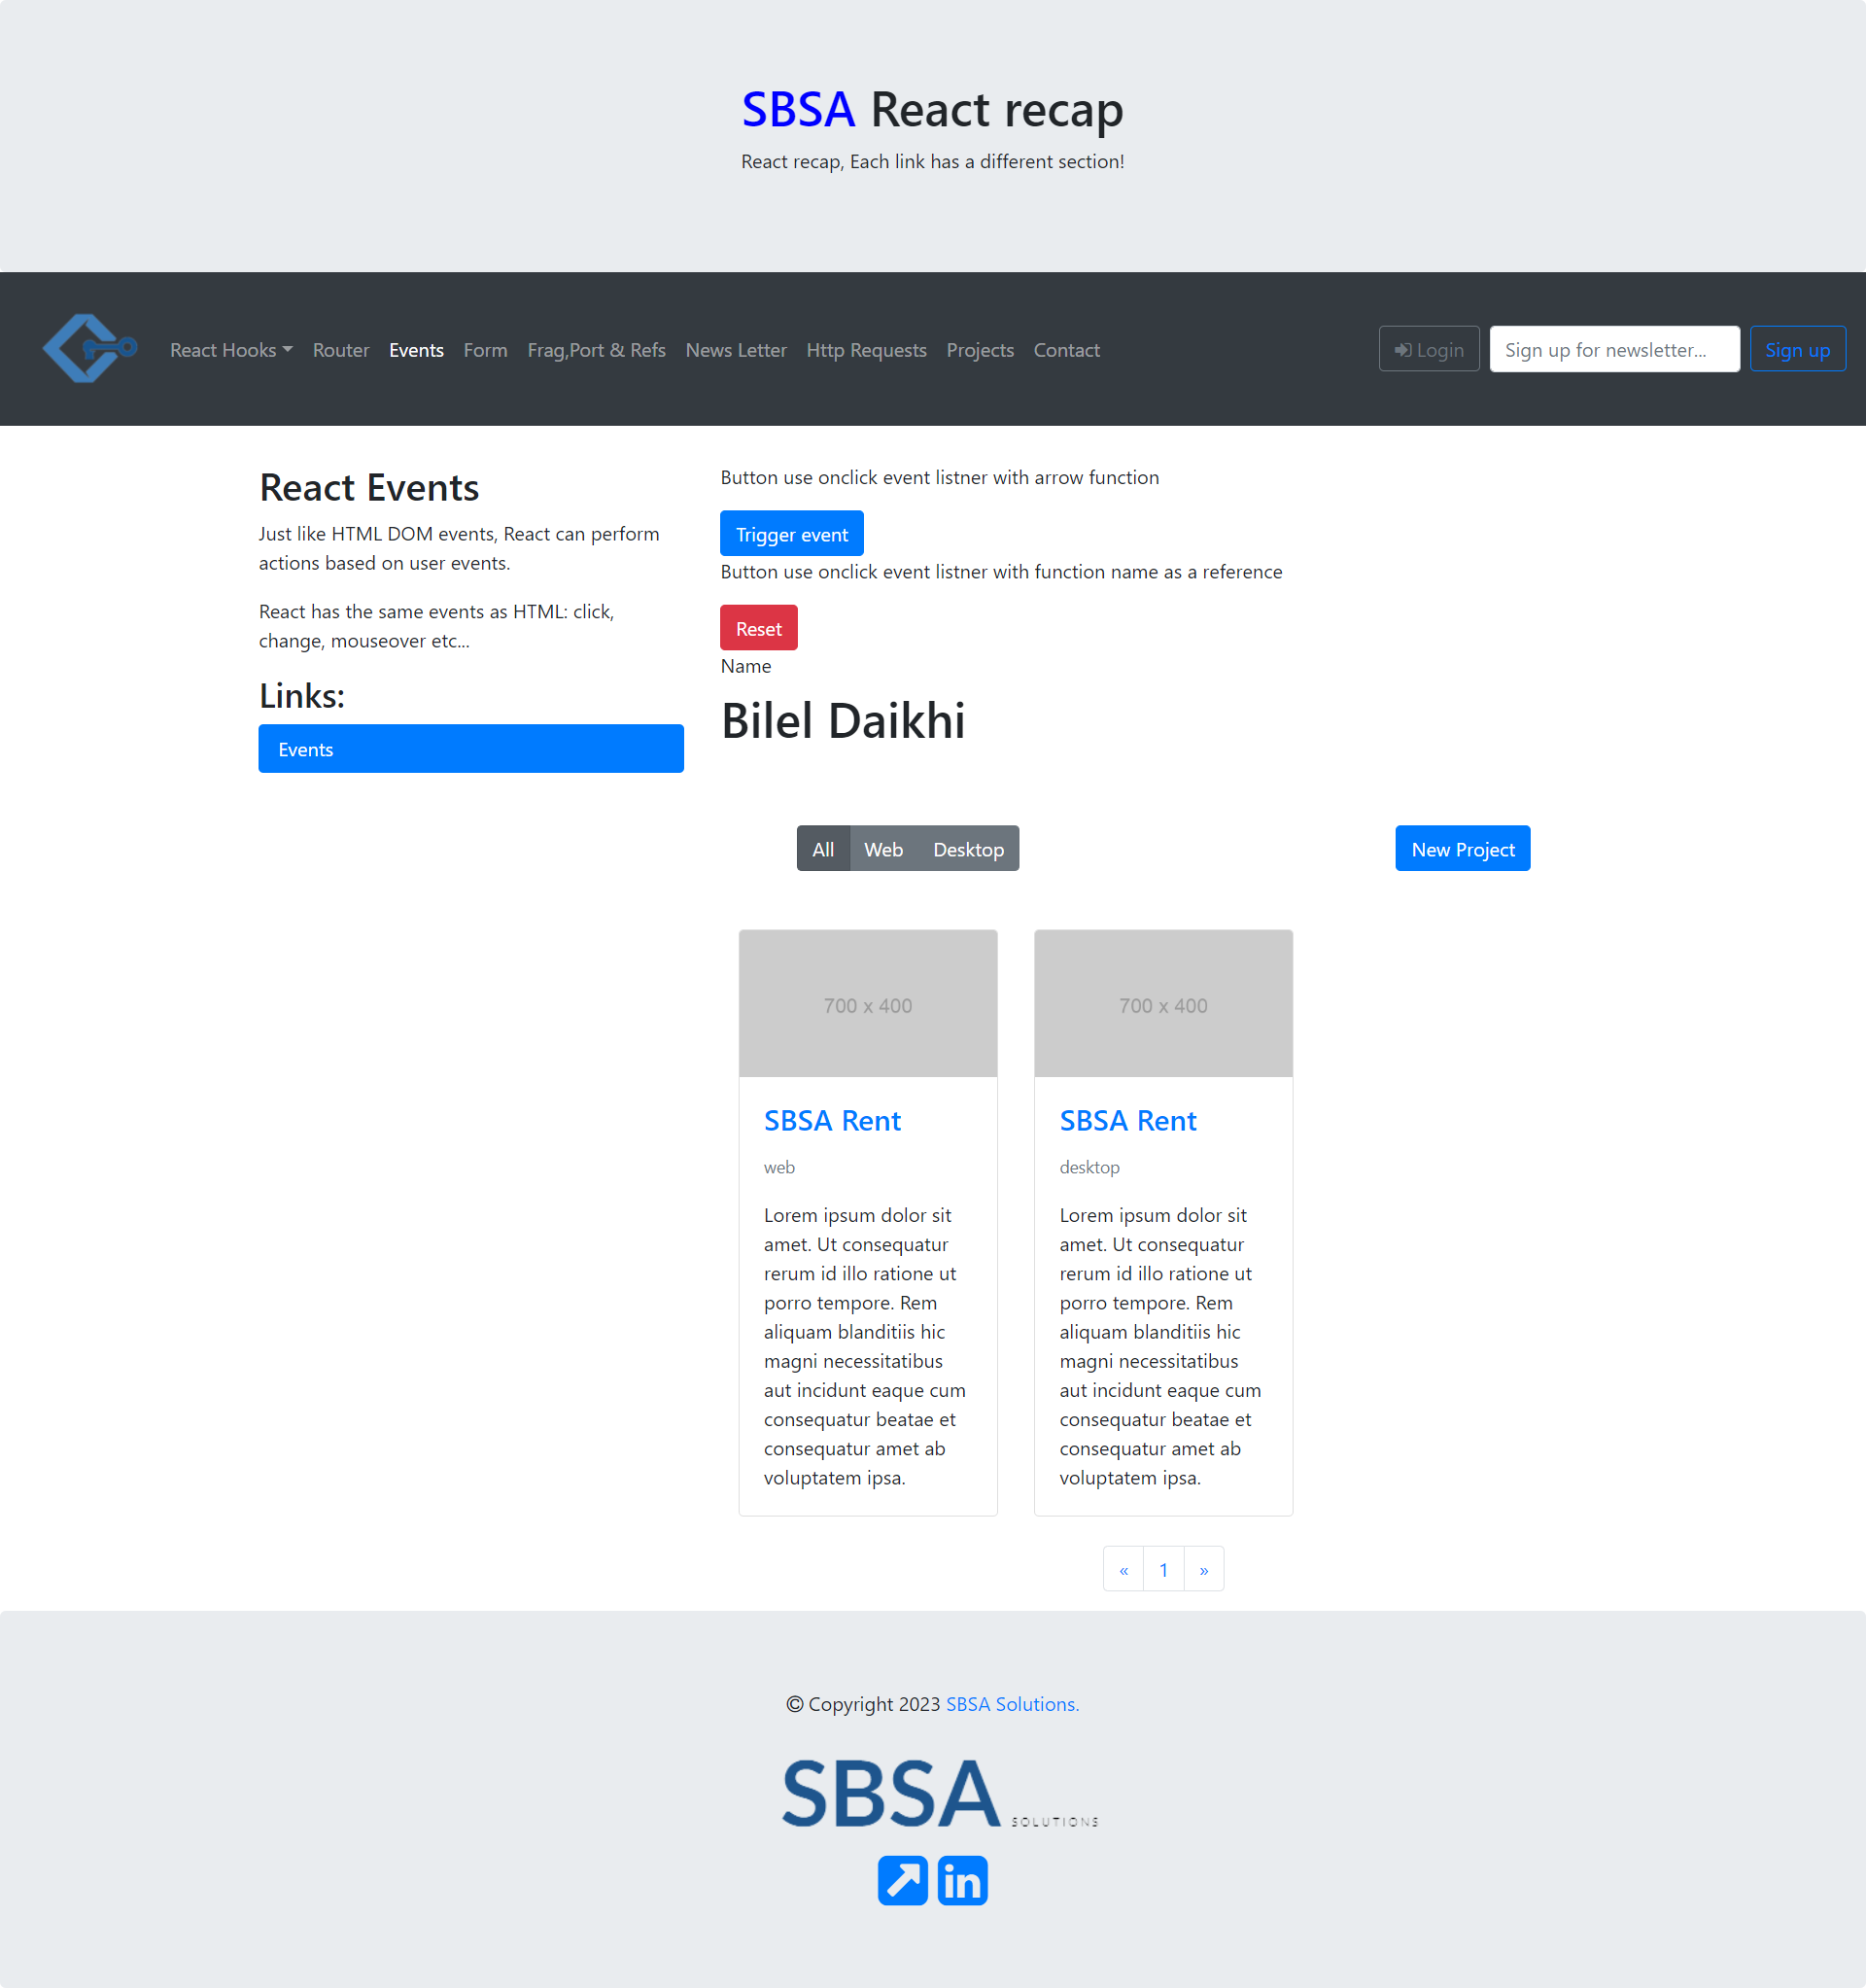 SBSA React recap
React recap, Each link has a different section!
React Hooks Router Events Form Frag,Port & Refs News Letter Http Requests Projects Contact Login Sign up for newsletter... Sign up
React Events
Just like HTML DOM events, React can perform
actions based on user events.
React has the same events as HTML: click,
change, mouseover etc...
Links:
Events
Button use onclick event listner with arrow function
Trigger event
Button use onclick event listner with function name as a reference
Reset
Name
Bilel Daikhi
All Web Desktop New Project
700 x 400
SBSA Rent
web
Lorem ipsum dolor sit
amet. Ut consequatur
rerum id illo ratione ut
porro tempore. Rem
aliquam blanditiis hic
magni necessitatibus
aut incidunt eaque cum
consequatur beatae et
consequatur amet ab
voluptatem ipsa.
700 x 400
SBSA Rent
desktop
Lorem ipsum dolor sit
amet. Ut consequatur
rerum id illo ratione ut
porro tempore. Rem
aliquam blanditiis hic
magni necessitatibus
aut incidunt eaque cum
consequatur beatae et
consequatur amet ab
voluptatem ipsa.
« 1 »
© Copyright 2023 SBSA Solutions.
SBSA SOLUTIONS
in